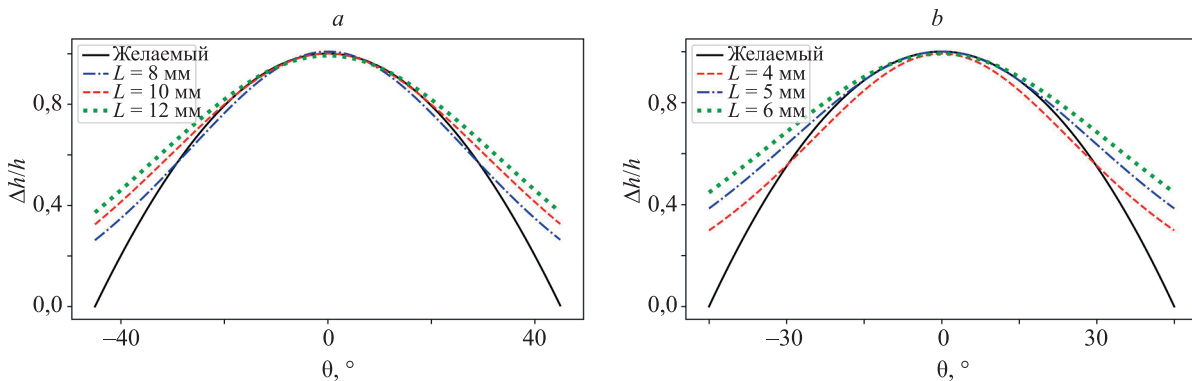 a
Желаемый
L = 8 мм
L = 10 мм
L = 12 мм
Δh/h
0,8
0,4
0,0
–40
0
40
θ, °
b
Желаемый
L = 4 мм
L = 5 мм
L = 6 мм
Δh/h
0,8
0,4
0,0
–30
0
30
θ, °